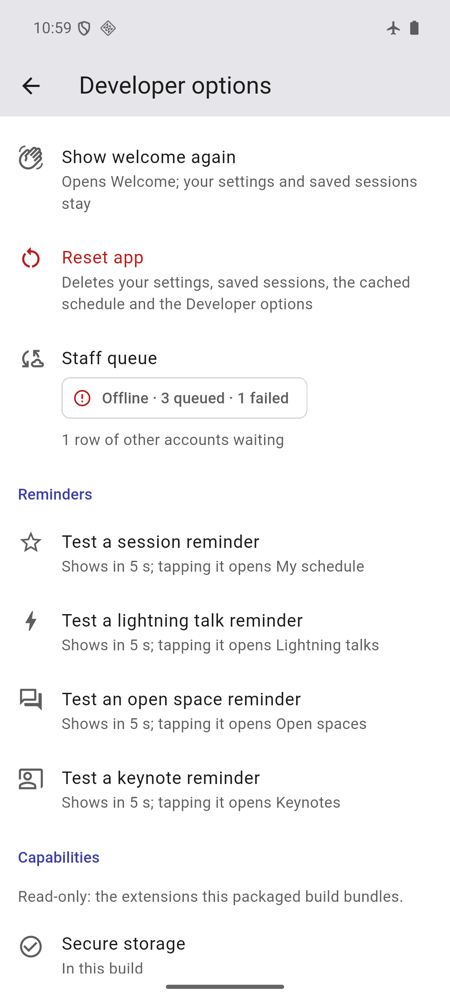 10:59
Developer options
Show welcome again
Opens Welcome; your settings and saved sessions
stay
Reset app
Deletes your settings, saved sessions, the cached
schedule and the Developer options
Staff queue
Offline · 3 queued · 1 failed
1 row of other accounts waiting
Reminders
Test a session reminder
Shows in 5 s; tapping it opens My schedule
Test a lightning talk reminder
Shows in 5 s; tapping it opens Lightning talks
Test an open space reminder
Shows in 5 s; tapping it opens Open spaces
Test a keynote reminder
Shows in 5 s; tapping it opens Keynotes
Capabilities
Read-only: the extensions this packaged build bundles.
Secure storage
In this build